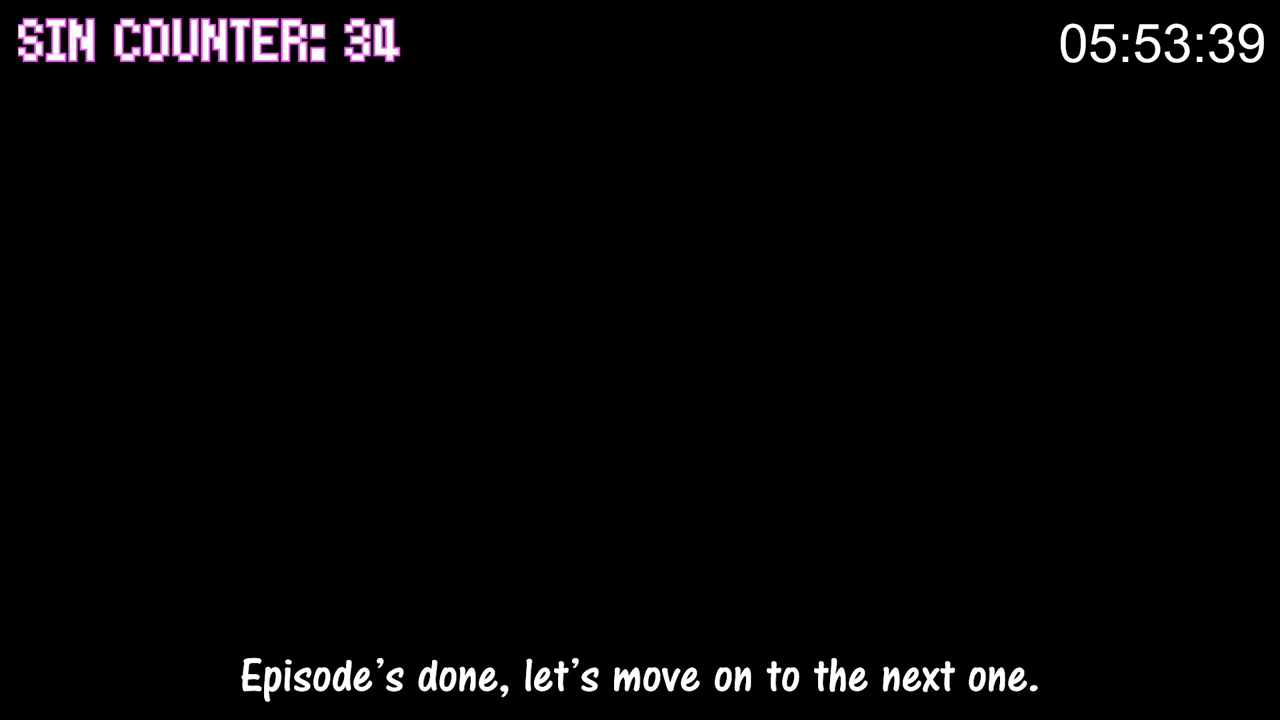 SIN COUNTER: 34
05:53:39
Episode's done, let's move on to the next one.